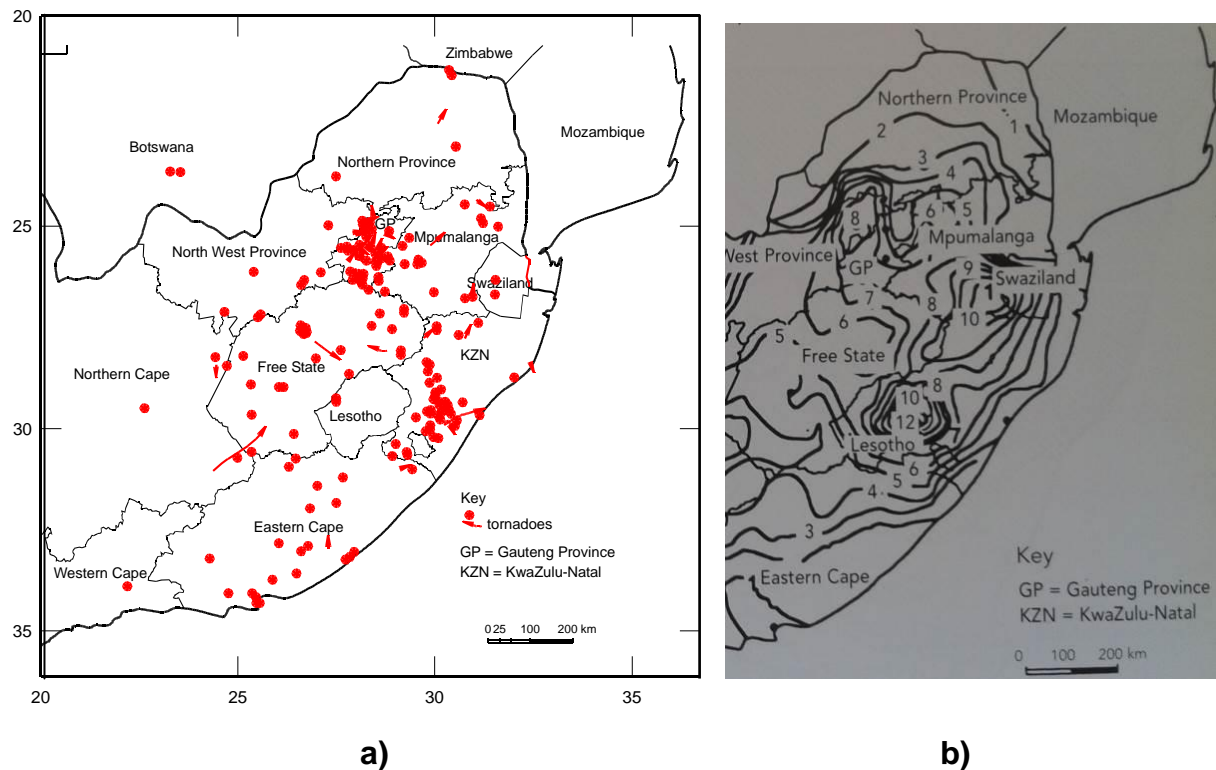 20
Zimbabwe
Mozambique
Botswana
Northern Province
25
GP
North West Province
Mpumalanga
Swaziland
KZN
Free State
Northern Cape
Lesotho
30
Key
tornadoes
Eastern Cape
GP = Gauteng Province
KZN = KwaZulu-Natal
Western Cape
0 25 100 200 km
35
20 25 30 35
a)
Northern Province
1
Mozambique
2
3
4
8
6 5
Mpumalanga
West Province
GP
9
Swaziland
7
8
10
6
5
Free State
8
10
12
Lesotho
6
5
4
3
Key
Eastern Cape
GP = Gauteng Province
KZN = KwaZulu-Natal
0 100 200 km
b)